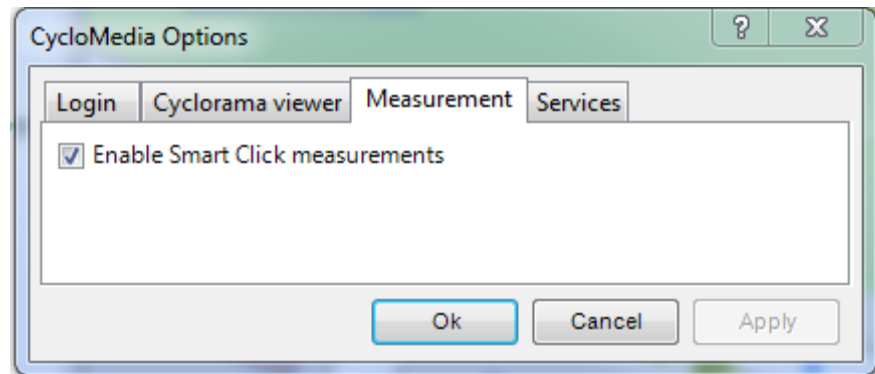 CycloMedia Options
Login Cyclorama viewer Measurement Services
Enable Smart Click measurements
Ok Cancel Apply